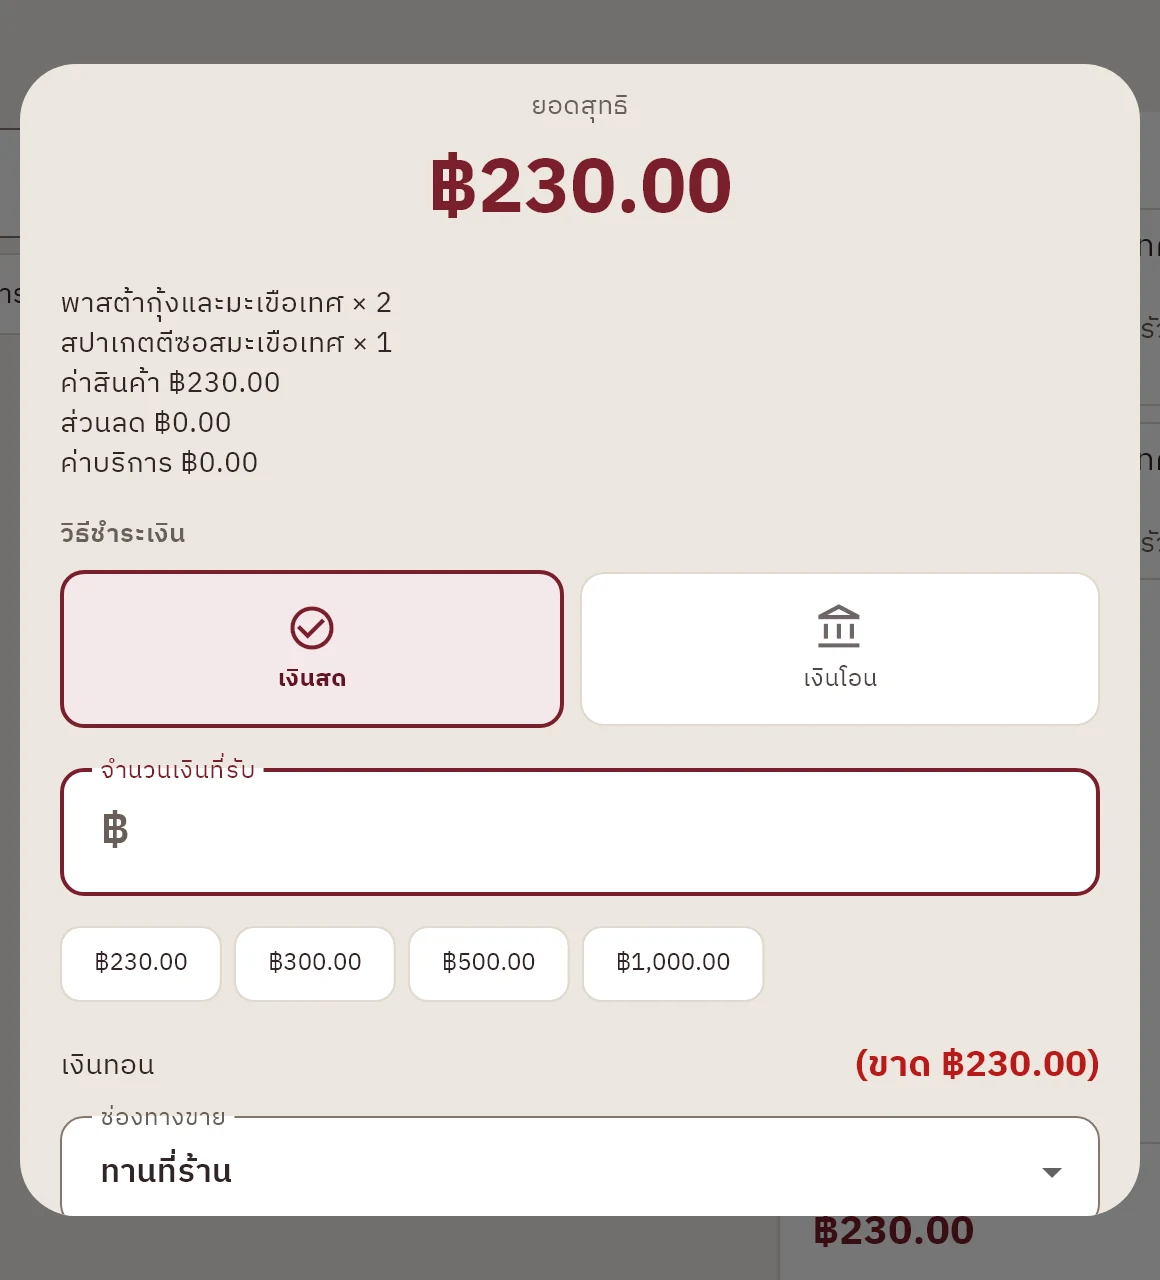 ยอดสุทธิ
฿230.00
พาสต้ากุ้งและมะเขือเทศ × 2
สปาเกตตีซอสมะเขือเทศ × 1
ค่าสินค้า ฿230.00
ส่วนลด ฿0.00
ค่าบริการ ฿0.00
วิธีชำระเงิน
เงินสด
เงินโอน
จำนวนเงินที่รับ
฿
฿230.00
฿300.00
฿500.00
฿1,000.00
เงินทอน
(ขาด ฿230.00)
ช่องทางขาย
ทานที่ร้าน
฿230.00